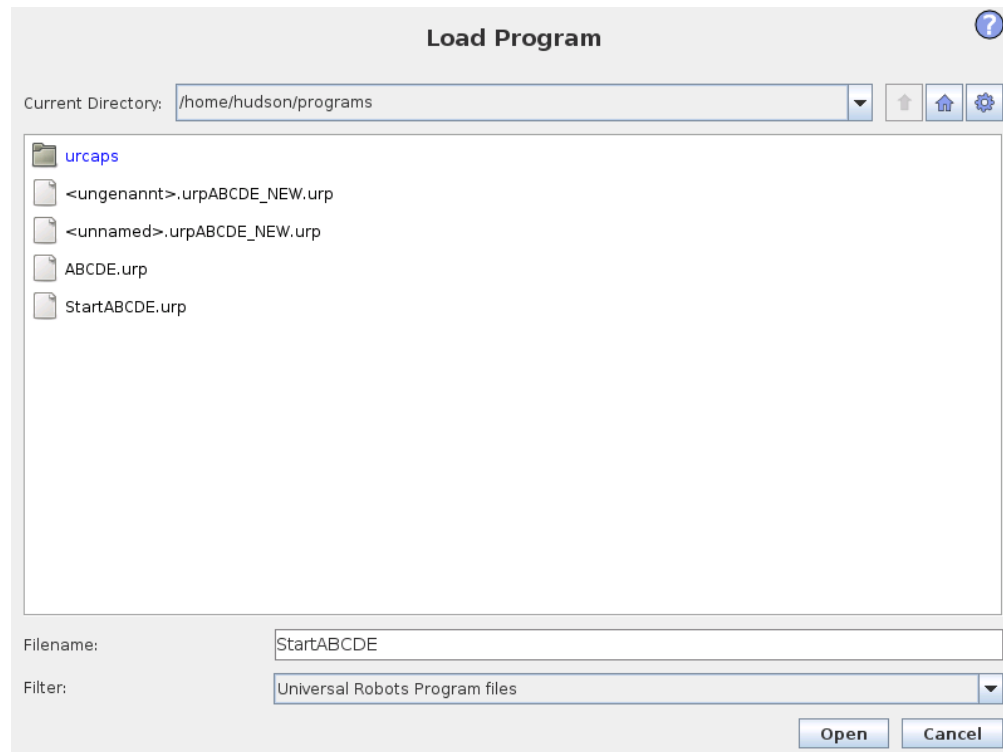 Load Program
?
Current Directory: /home/hudson/programs
urcaps
<ungenannt>.urpABCDE_NEW.urp
<unnamed>.urpABCDE_NEW.urp
ABCDE.urp
StartABCDE.urp
Filename: StartABCDE
Filter: Universal Robots Program files
Open Cancel